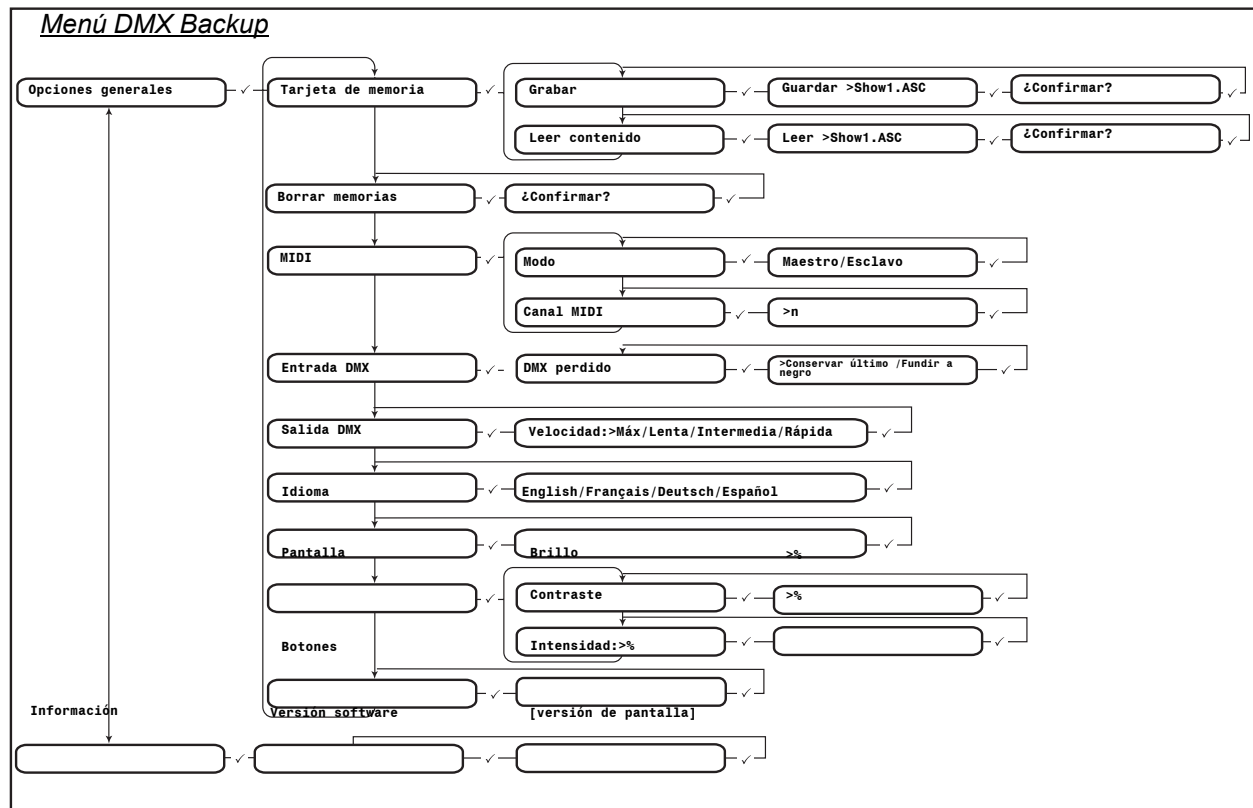 Menú DMX Backup
Opciones generales
Tarjeta de memoria
Grabar
Guardar >Show1.ASC
¿Confirmar?
Leer contenido
Leer >Show1.ASC
¿Confirmar?
Borrar memorias
¿Confirmar?
MIDI
Modo
Maestro/Esclavo
Canal MIDI
>n
Entrada DMX
DMX perdido
>Conservar último /Fundir a
negro
Salida DMX
Velocidad:>Máx/Lenta/Intermedia/Rápida
Idioma
English/Français/Deutsch/Español
Pantalla
Brillo
>%
Contraste
>%
Botones
Intensidad:>%
Información
Versión software
[versión de pantalla]